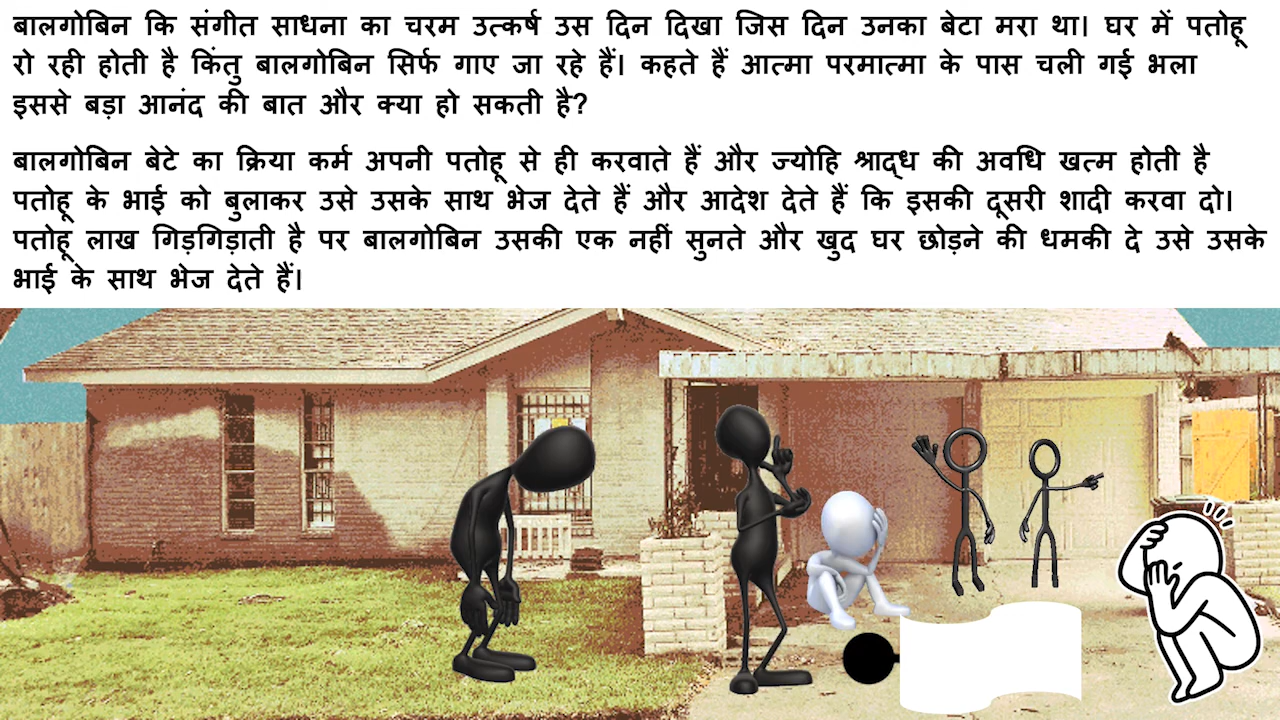 बालगोबिन कि संगीत साधना का चरम उत्कर्ष उस दिन दिखा जिस दिन उनका बेटा मरा था। घर में पतोहू
रो रही होती है किंतु बालगोबिन सिर्फ गाए जा रहे हैं। कहते हैं आत्मा परमात्मा के पास चली गई भला
इससे बड़ा आनंद की बात और क्या हो सकती है?
बालगोबिन बेटे का क्रिया कर्म अपनी पतोहू से ही करवाते हैं और ज्योहि श्राद्ध की अवधि खत्म होती है
पतोहू के भाई को बुलाकर उसे उसके साथ भेज देते हैं और आदेश देते हैं कि इसकी दूसरी शादी करवा दो।
पतोहू लाख गिड़गिड़ाती है पर बालगोबिन उसकी एक नहीं सुनते और खुद घर छोड़ने की धमकी दे उसे उसके
भाई के साथ भेज देते हैं।